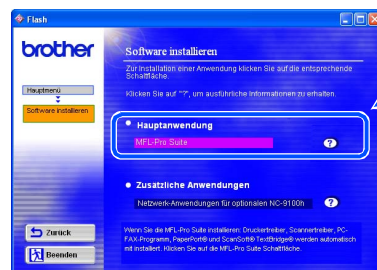 Flash
brother
Software installieren
Zur Installation einer Anwendung klicken Sie auf die entsprechende
Schaltfläche.
Klicken Sie auf "?", um ausführliche Informationen zu erhalten.
Hauptmenü
Software installieren
Hauptanwendung
MFL-Pro Suite
?
Zusätzliche Anwendungen
Netzwerk-Anwendungen für optionalen NC-9100h
?
Zurück
Beenden
Wenn Sie die MFL-Pro Suite installieren: Druckertreiber, Scannertreiber, PC-
FAX-Programm, PaperPort® und ScanSoft® TextBridge® werden automatisch
mit installiert. Klicken Sie auf die MFL-Pro Suite Schaltfläche.